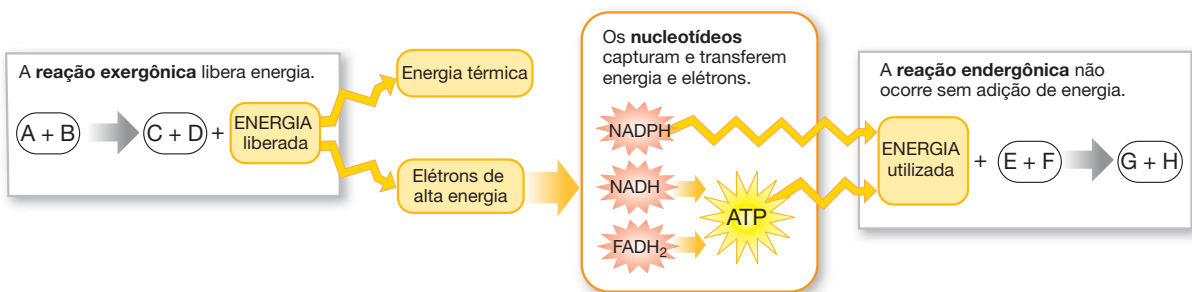 A reação exergônica libera energia.
A + B
C + D
+
ENERGIA
liberada
Energia térmica
Elétrons de
alta energia
Os nucleotídeos
capturam e transferem
energia e elétrons.
NADPH
NADH
FADH₂
ATP
A reação endergônica não
ocorre sem adição de energia.
ENERGIA
utilizada
+
E + F
G + H